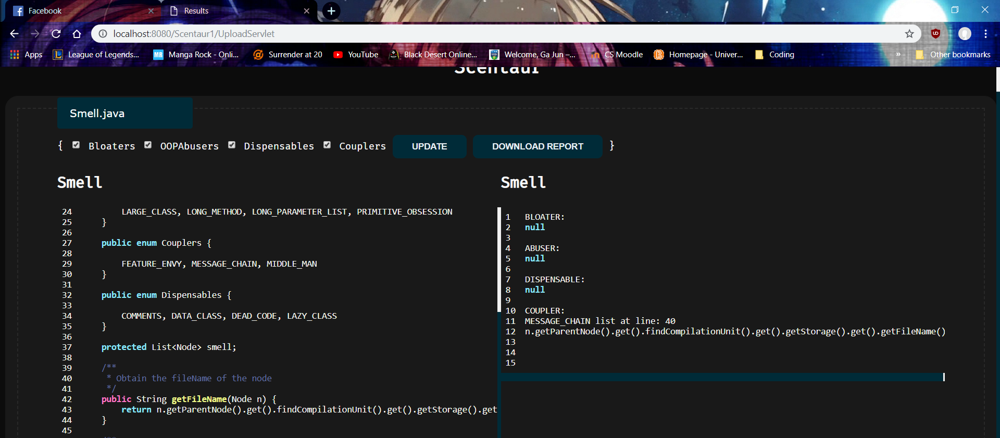 Facebook
Results
localhost:8080/Scentaur1/UploadServlet
Apps
League of Legends...
MR
Manga Rock - Onli...
Surrender at 20
YouTube
Black Desert Online...
Welcome, Ga Jun –...
CS Moodle
Homepage - Univer...
Coding
»
Other bookmarks
Scentaur
Smell.java
{ Bloaters OOPAbusers Dispensables Couplers UPDATE DOWNLOAD REPORT }
Smell
24 LARGE_CLASS, LONG_METHOD, LONG_PARAMETER_LIST, PRIMITIVE_OBSESSION
25 }
26
27 public enum Couplers {
28
29 FEATURE_ENVY, MESSAGE_CHAIN, MIDDLE_MAN
30 }
31
32 public enum Dispensables {
33
34 COMMENTS, DATA_CLASS, DEAD_CODE, LAZY_CLASS
35 }
36
37 protected List<Node> smell;
38
39 /**
40 * Obtain the fileName of the node
41 */
42 public String getFileName(Node n) {
43 return n.getParentNode().get().findCompilationUnit().get().getStorage().get
44 }
45
Smell
1 BLOATER:
2 null
3
4 ABUSER:
5 null
6
7 DISPENSABLE:
8 null
9
10 COUPLER:
11 MESSAGE_CHAIN list at line: 40
12 n.getParentNode().get().findCompilationUnit().get().getStorage().get().getFileName()
13
14
15